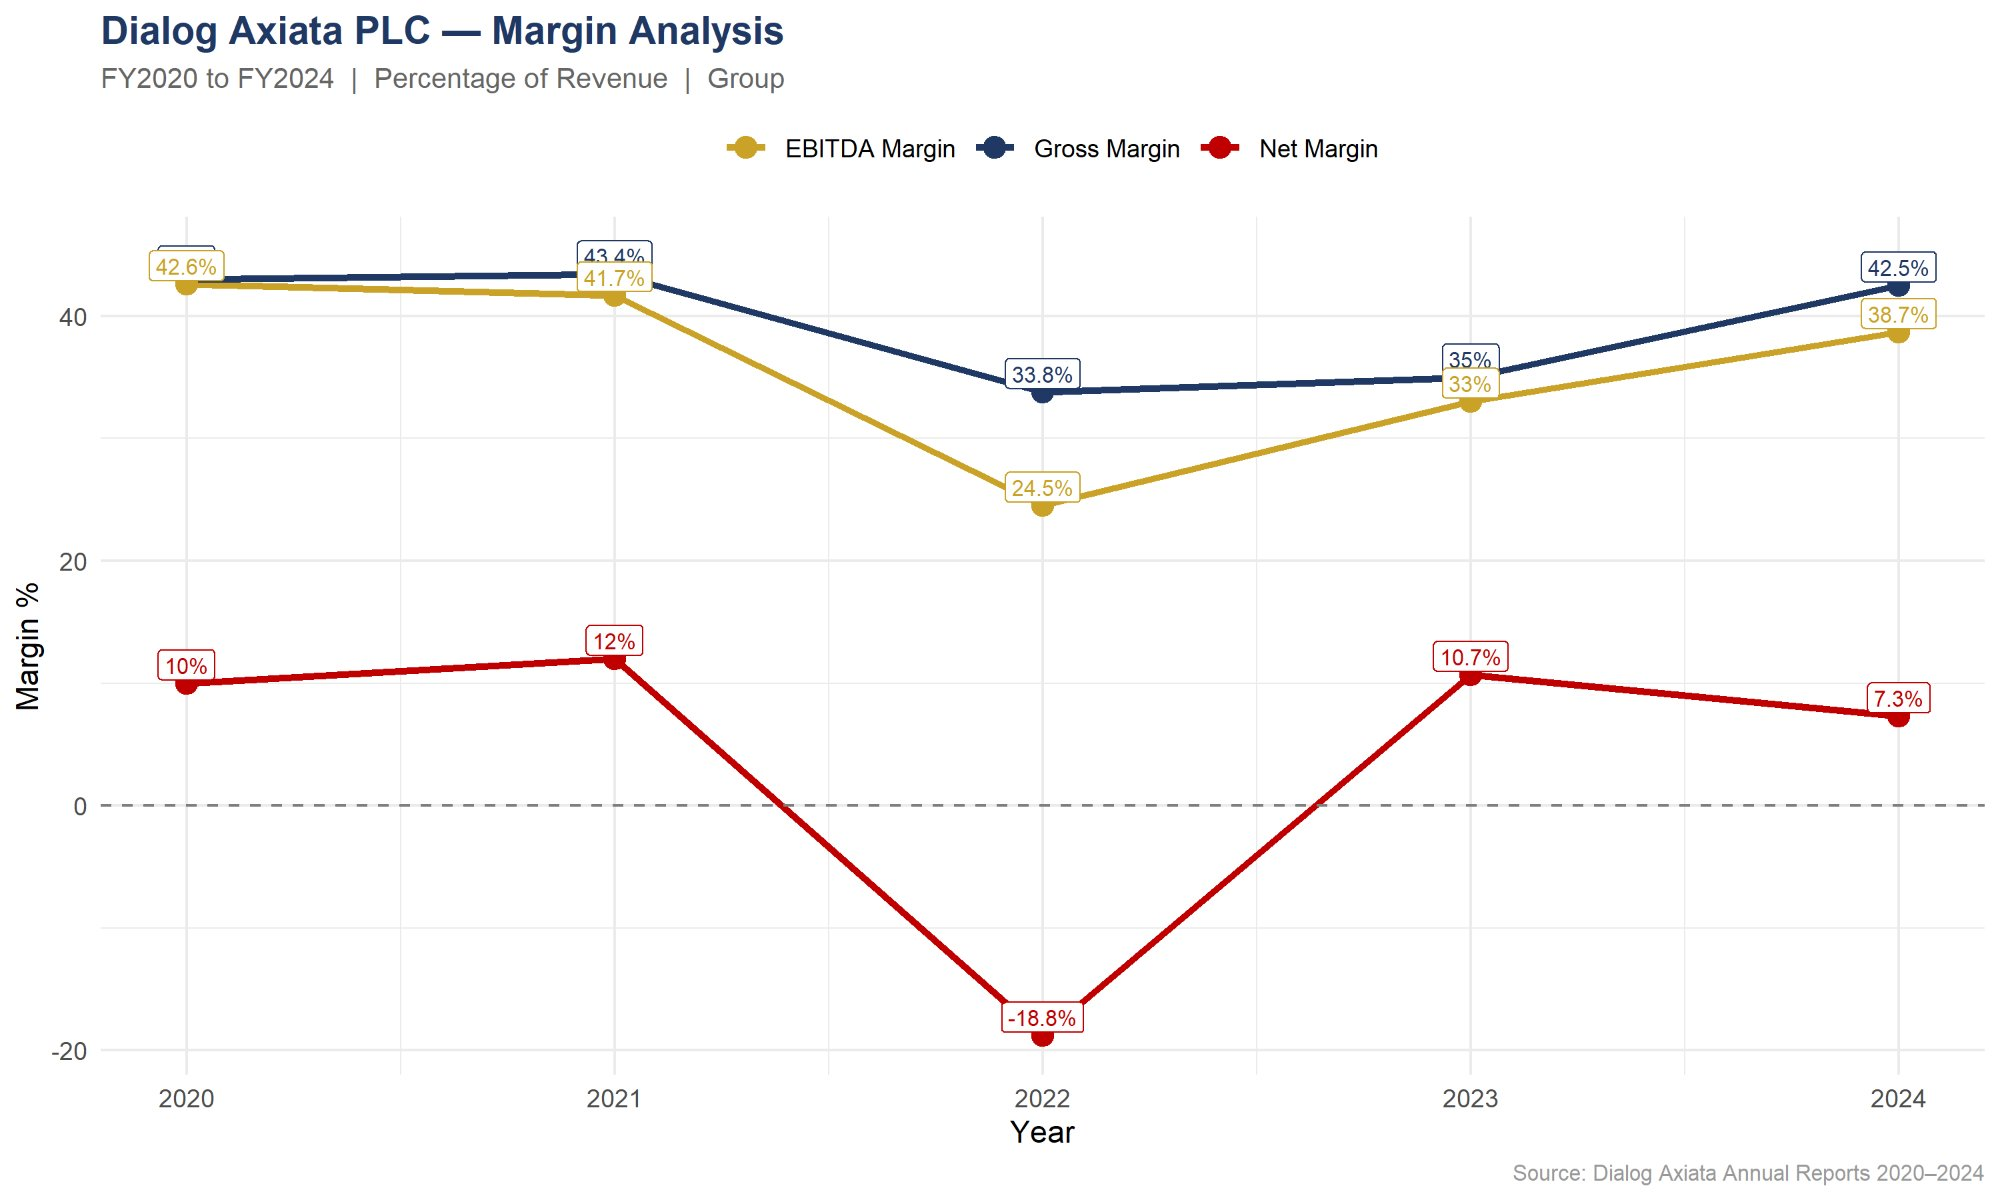 Dialog Axiata PLC — Margin Analysis
FY2020 to FY2024 | Percentage of Revenue | Group
EBITDA Margin Gross Margin Net Margin
42.6%
43.4%
41.7%
33.8%
24.5%
35%
33%
42.5%
38.7%
10%
12%
-18.8%
10.7%
7.3%
40
20
0
-20
Margin %
2020 2021 2022 2023 2024
Year
Source: Dialog Axiata Annual Reports 2020–2024